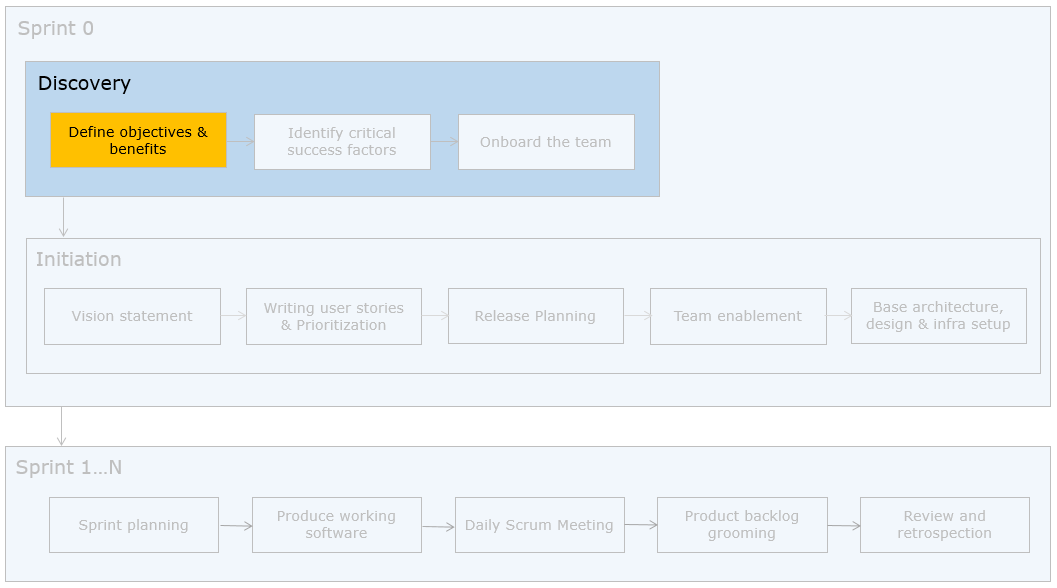 Sprint 0
Discovery
Define objectives &
benefits
Identify critical
success factors
Onboard the team
Initiation
Vision statement
Writing user stories
& Prioritization
Release Planning
Team enablement
Base architecture,
design & infra setup
Sprint 1…N
Sprint planning
Produce working
software
Daily Scrum Meeting
Product backlog
grooming
Review and
retrospection